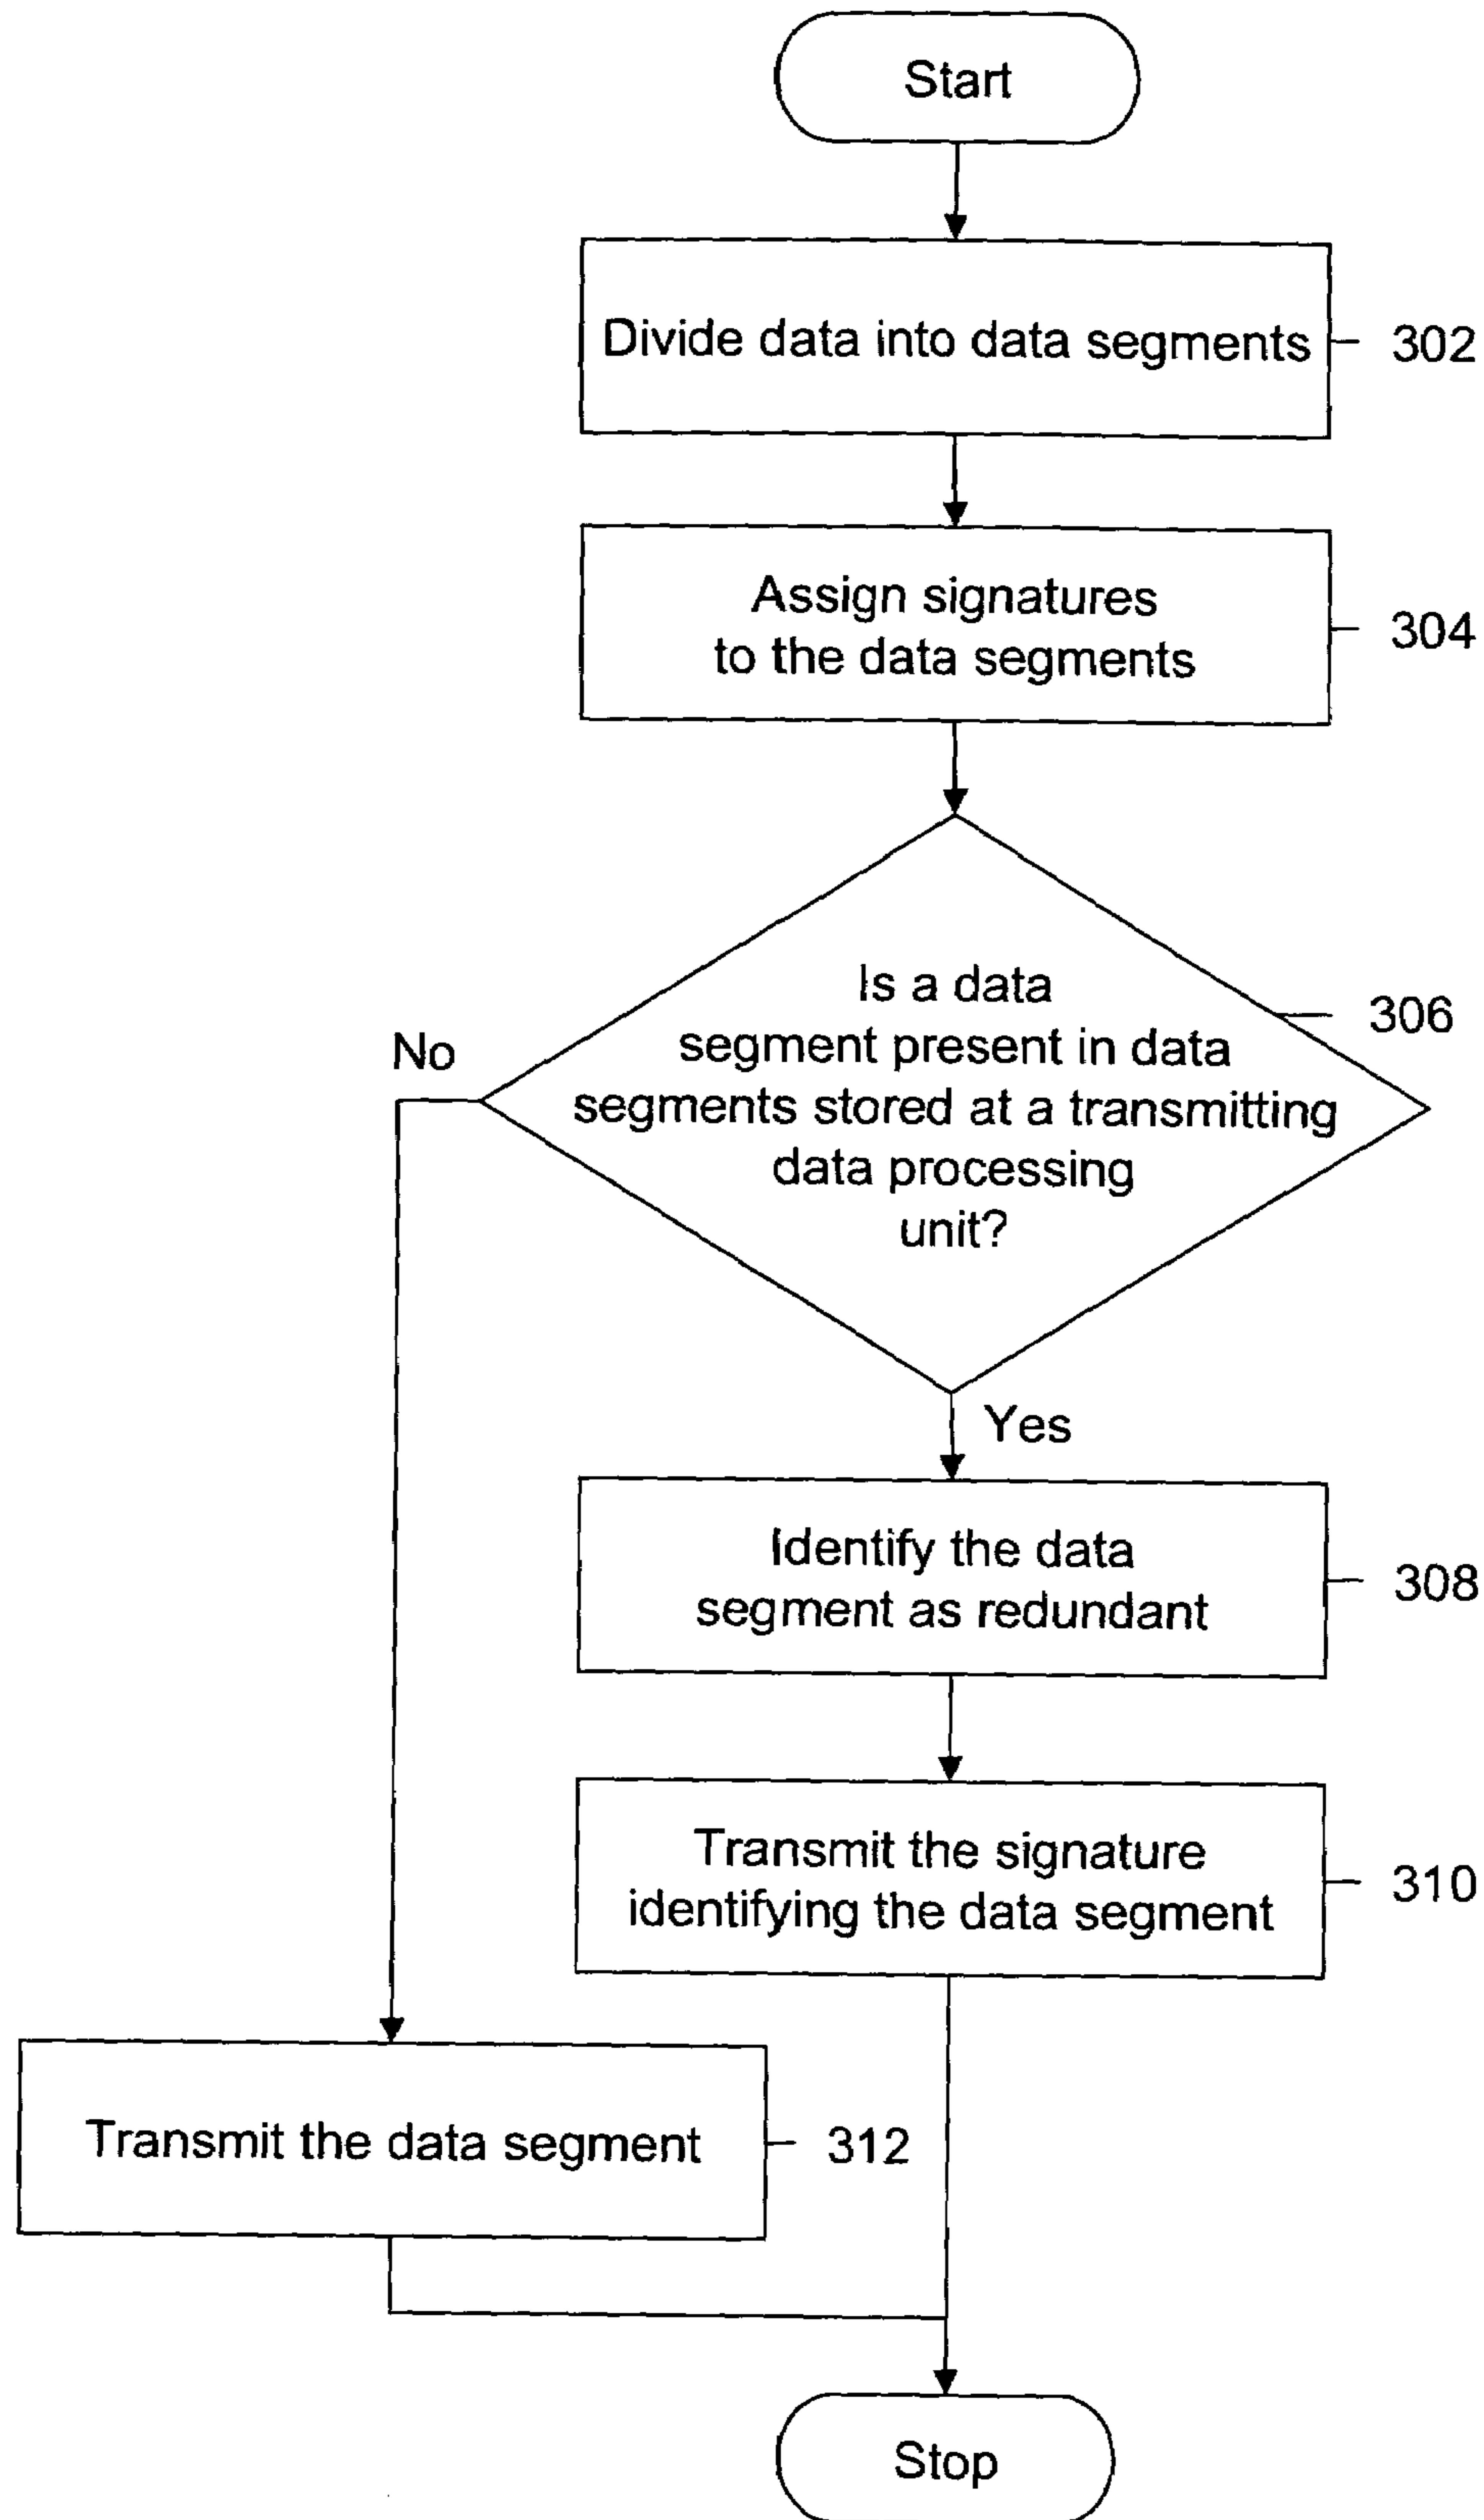 Start
Divide data into data segments
302
Assign signatures
to the data segments
304
Is a data
segment present in data
segments stored at a transmitting
data processing
unit?
306
No
Yes
Identify the data
segment as redundant
308
Transmit the signature
identifying the data segment
310
Transmit the data segment
312
Stop